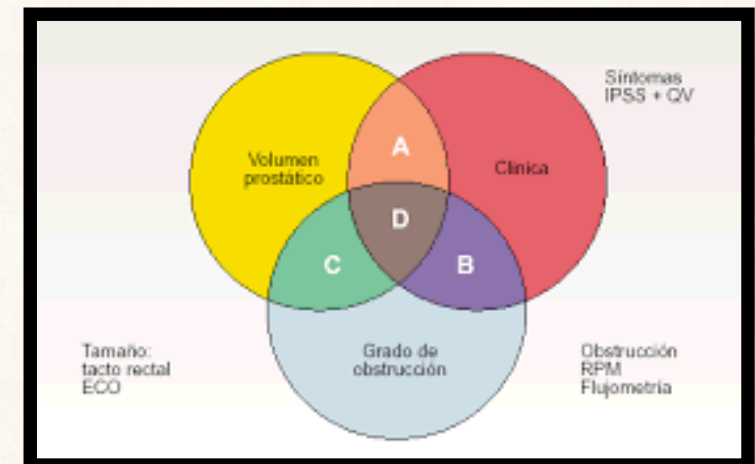 Síntomas
IPSS + QV
A
Volumen
prostático
Clínica
D
C
B
Tamaño:
tacto rectal
ECO
Grado de
obstrucción
Obstrucción
RPM
Flujometría